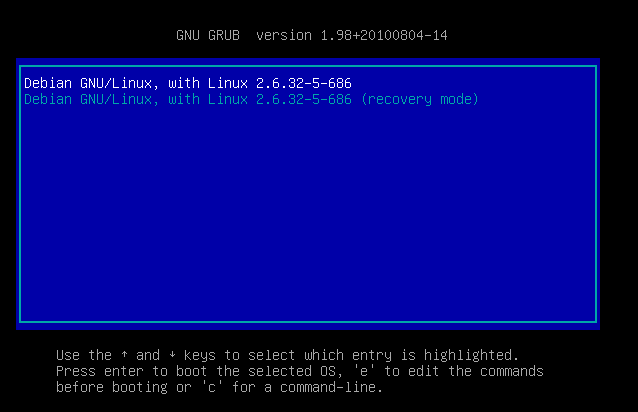 GNU GRUB  version 1.98+20100804-14
Debian GNU/Linux, with Linux 2.6.32-5-686
Debian GNU/Linux, with Linux 2.6.32-5-686 (recovery mode)
Use the ↑ and ↓ keys to select which entry is highlighted.
Press enter to boot the selected OS, 'e' to edit the commands
before booting or 'c' for a command-line.